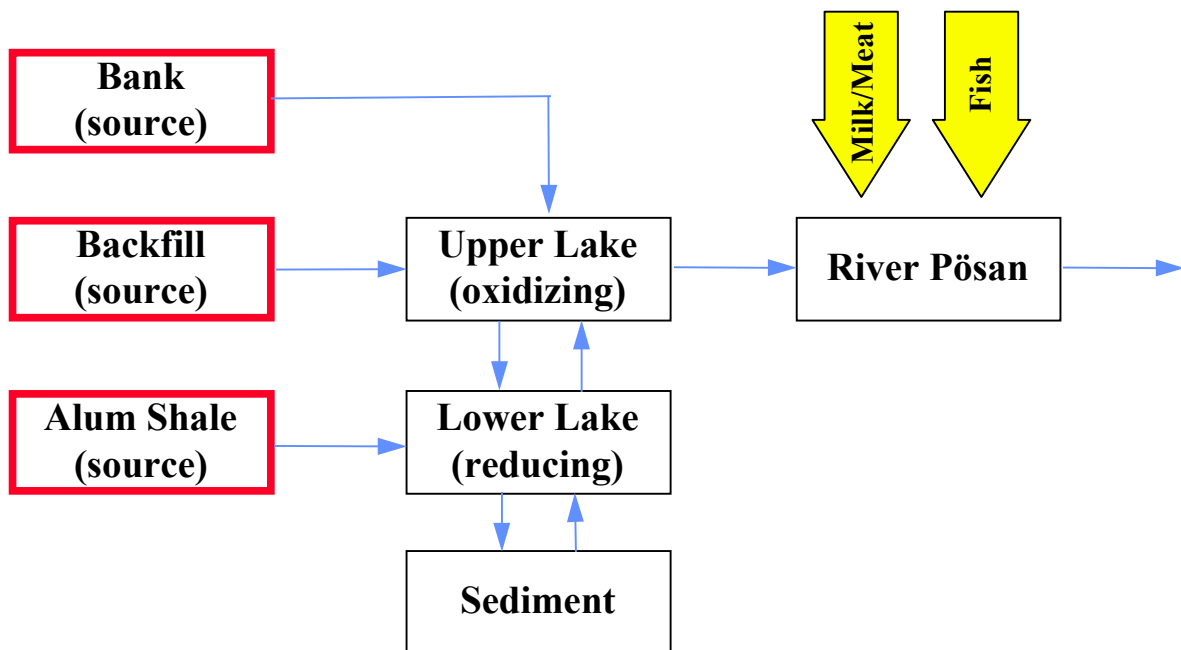 Bank
(source)
Milk/Meat
Fish
Backfill
(source)
Upper Lake
(oxidizing)
River Pösan
Alum Shale
(source)
Lower Lake
(reducing)
Sediment